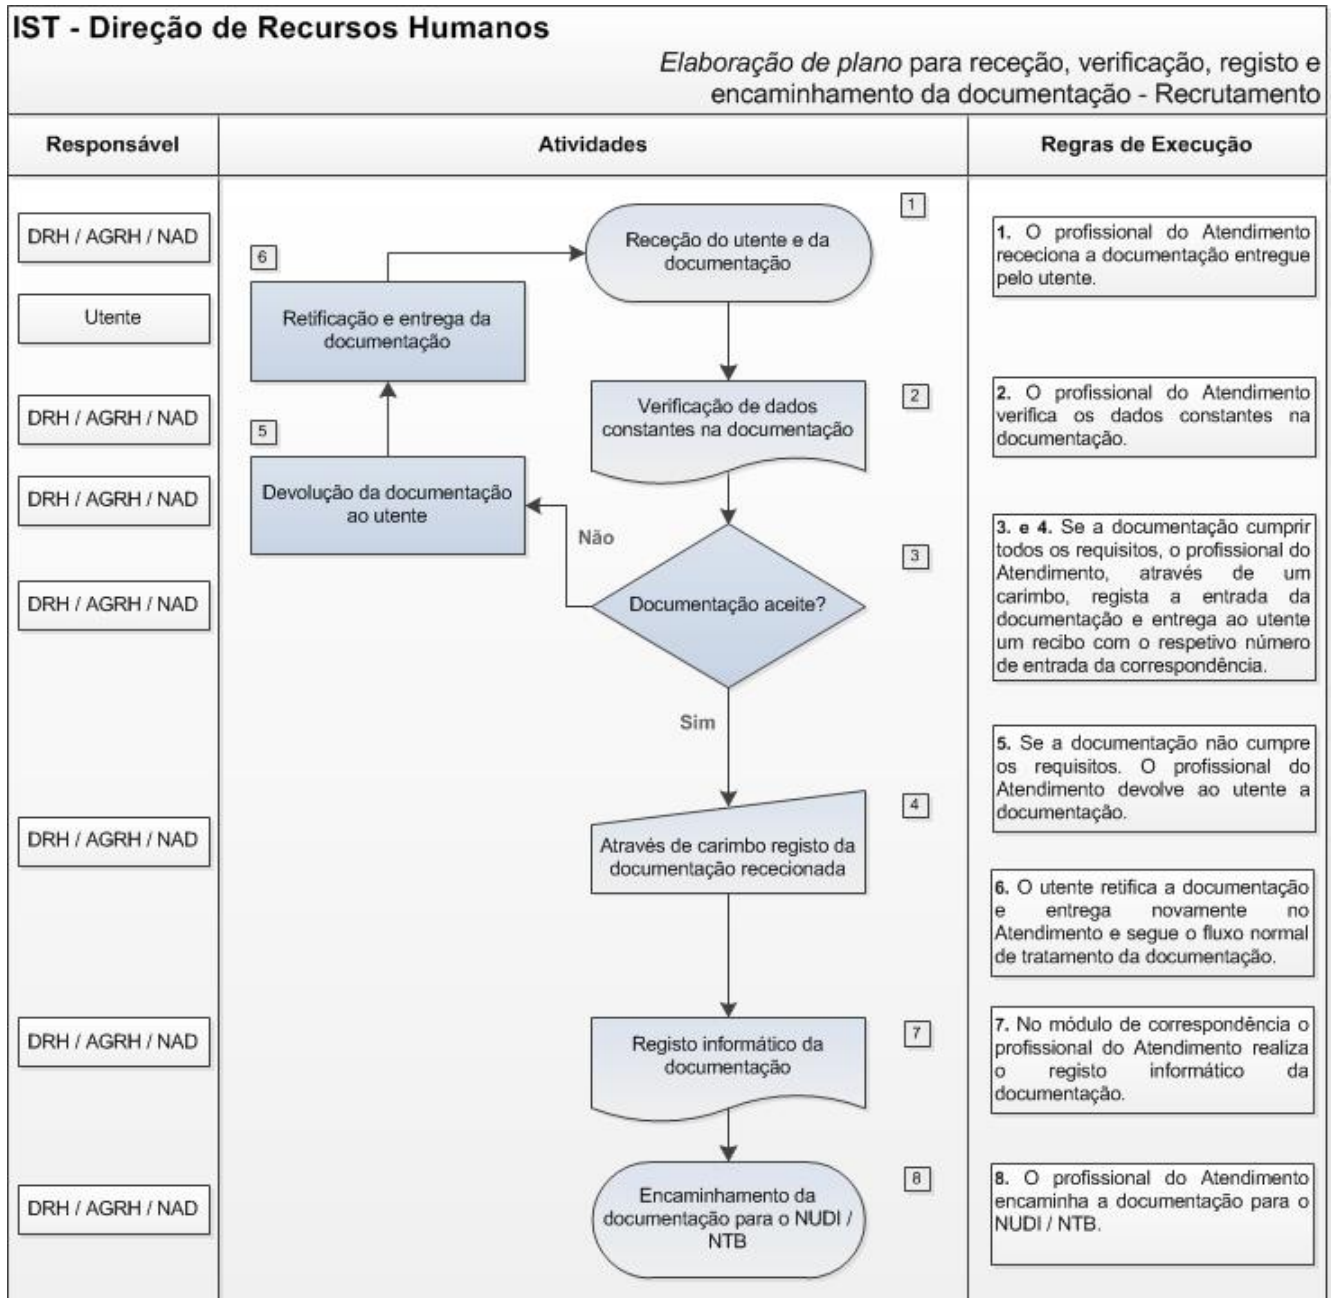 IST - Direção de Recursos Humanos
Elaboração de plano para receção, verificação, registo e
encaminhamento da documentação - Recrutamento
Responsável
Atividades
Regras de Execução
DRH / AGRH / NAD
1
Receção do utente e da
documentação
1. O profissional do Atendimento
receciona a documentação entregue
pelo utente.
Utente
6
Retificação e entrega da
documentação
DRH / AGRH / NAD
2
Verificação de dados
constantes na documentação
2. O profissional do Atendimento
verifica os dados constantes na
documentação.
DRH / AGRH / NAD
5
Devolução da documentação
ao utente
Não
DRH / AGRH / NAD
3
Documentação aceite?
3. e 4. Se a documentação cumprir
todos os requisitos, o profissional do
Atendimento, através de um
carimbo, regista a entrada da
documentação e entrega ao utente
um recibo com o respetivo número
de entrada da correspondência.
Sim
5. Se a documentação não cumpre
os requisitos. O profissional do
Atendimento devolve ao utente a
documentação.
DRH / AGRH / NAD
4
Através de carimbo registo da
documentação rececionada
6. O utente retifica a documentação
e entrega novamente no
Atendimento e segue o fluxo normal
de tratamento da documentação.
DRH / AGRH / NAD
7
Registo informático da
documentação
7. No módulo de correspondência o
profissional do Atendimento realiza
o registo informático da
documentação.
DRH / AGRH / NAD
8
Encaminhamento da
documentação para o NUDI /
NTB
8. O profissional do Atendimento
encaminha a documentação para o
NUDI / NTB.